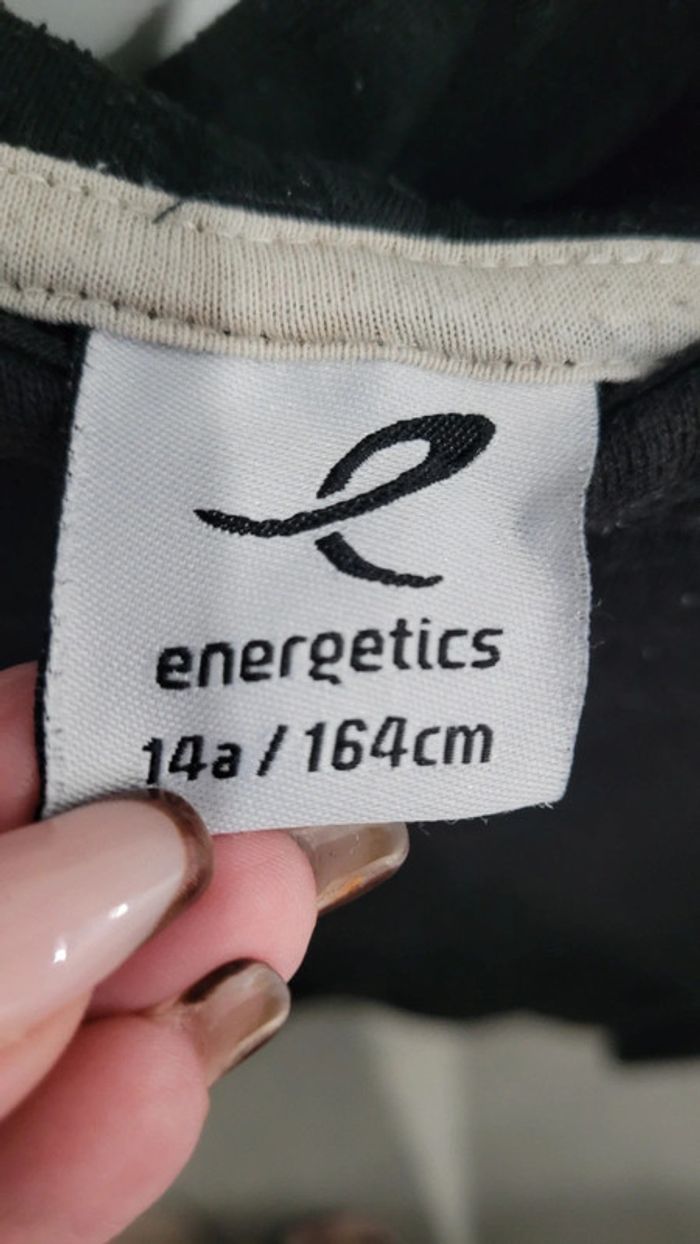 energetics
14a / 164cm